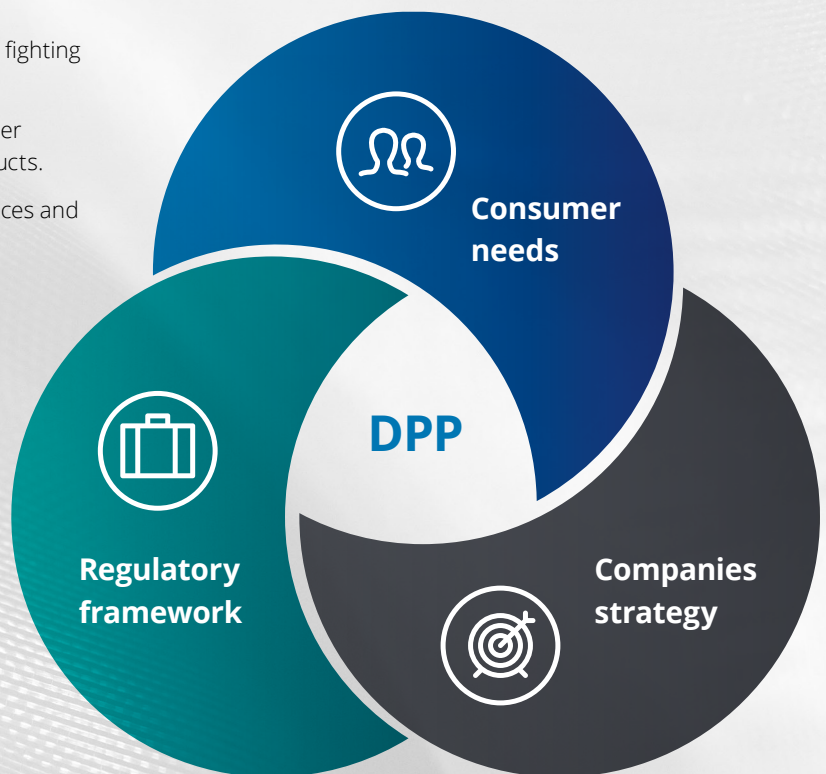 fighting
er
ucts.
ces and
Consumer
needs
DPP
Regulatory
framework
Companies
strategy